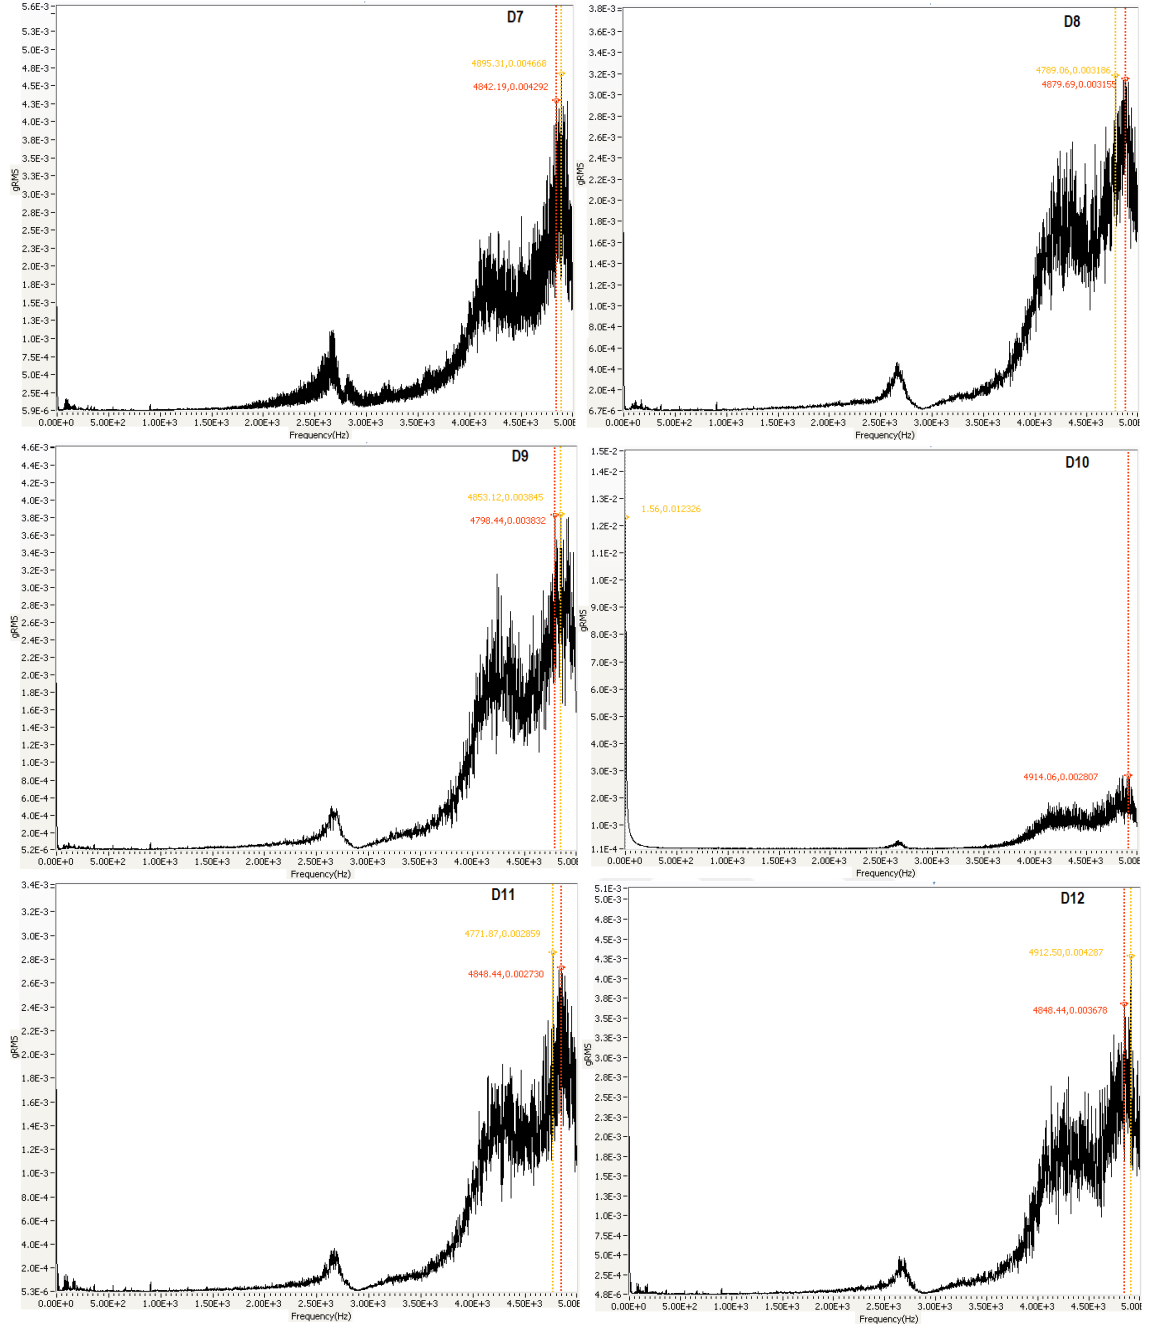 D7
5.6E-3
5.3E-3
5.0E-3
4.8E-3
4.5E-3
4.3E-3
4.0E-3
3.8E-3
3.5E-3
3.3E-3
3.0E-3
2.8E-3
2.5E-3
2.3E-3
2.0E-3
1.8E-3
1.5E-3
1.3E-3
1.0E-3
7.5E-4
5.0E-4
2.5E-4
5.9E-6
gRMS
4895.31,0.004668
4842.19,0.004292
0.00E+0 5.00E+2 1.00E+3 1.50E+3 2.00E+3 2.50E+3 3.00E+3 3.50E+3 4.00E+3 4.50E+3 5.00E
Frequency(Hz)
D8
3.8E-3
3.6E-3
3.4E-3
3.2E-3
3.0E-3
2.8E-3
2.6E-3
2.4E-3
2.2E-3
2.0E-3
1.8E-3
1.6E-3
1.4E-3
1.2E-3
1.0E-3
8.0E-4
6.0E-4
4.0E-4
2.0E-4
6.7E-6
gRMS
4789.06,0.003186
4879.69,0.003155
0.00E+0 5.00E+2 1.00E+3 1.50E+3 2.00E+3 2.50E+3 3.00E+3 3.50E+3 4.00E+3 4.50E+3 5.00E
Frequency(Hz)
D9
4.6E-3
4.4E-3
4.2E-3
4.0E-3
3.8E-3
3.6E-3
3.4E-3
3.2E-3
3.0E-3
2.8E-3
2.6E-3
2.4E-3
2.2E-3
2.0E-3
1.8E-3
1.6E-3
1.4E-3
1.2E-3
1.0E-3
8.0E-4
6.0E-4
4.0E-4
2.0E-4
5.2E-6
gRMS
4853.12,0.003845
4798.44,0.003832
0.00E+0 5.00E+2 1.00E+3 1.50E+3 2.00E+3 2.50E+3 3.00E+3 3.50E+3 4.00E+3 4.50E+3 5.00E
Frequency(Hz)
D10
1.5E-2
1.4E-2
1.3E-2
1.2E-2
1.1E-2
1.0E-2
9.0E-3
8.0E-3
7.0E-3
6.0E-3
5.0E-3
4.0E-3
3.0E-3
2.0E-3
1.0E-3
1.1E-4
gRMS
1.56,0.012326
4914.06,0.002807
0.00E+0 5.00E+2 1.00E+3 1.50E+3 2.00E+3 2.50E+3 3.00E+3 3.50E+3 4.00E+3 4.50E+3 5.00E
Frequency(Hz)
D11
3.4E-3
3.2E-3
3.0E-3
2.8E-3
2.6E-3
2.4E-3
2.2E-3
2.0E-3
1.8E-3
1.6E-3
1.4E-3
1.2E-3
1.0E-3
8.0E-4
6.0E-4
4.0E-4
2.0E-4
5.3E-6
gRMS
4771.87,0.002859
4848.44,0.002730
0.00E+0 5.00E+2 1.00E+3 1.50E+3 2.00E+3 2.50E+3 3.00E+3 3.50E+3 4.00E+3 4.50E+3 5.00E
Frequency(Hz)
D12
5.1E-3
5.0E-3
4.8E-3
4.5E-3
4.3E-3
4.0E-3
3.8E-3
3.5E-3
3.3E-3
3.0E-3
2.8E-3
2.5E-3
2.3E-3
2.0E-3
1.8E-3
1.5E-3
1.3E-3
1.0E-3
7.5E-4
5.0E-4
2.5E-4
4.8E-6
gRMS
4912.50,0.004287
4848.44,0.003678
0.00E+0 5.00E+2 1.00E+3 1.50E+3 2.00E+3 2.50E+3 3.00E+3 3.50E+3 4.00E+3 4.50E+3 5.00E
Frequency(Hz)